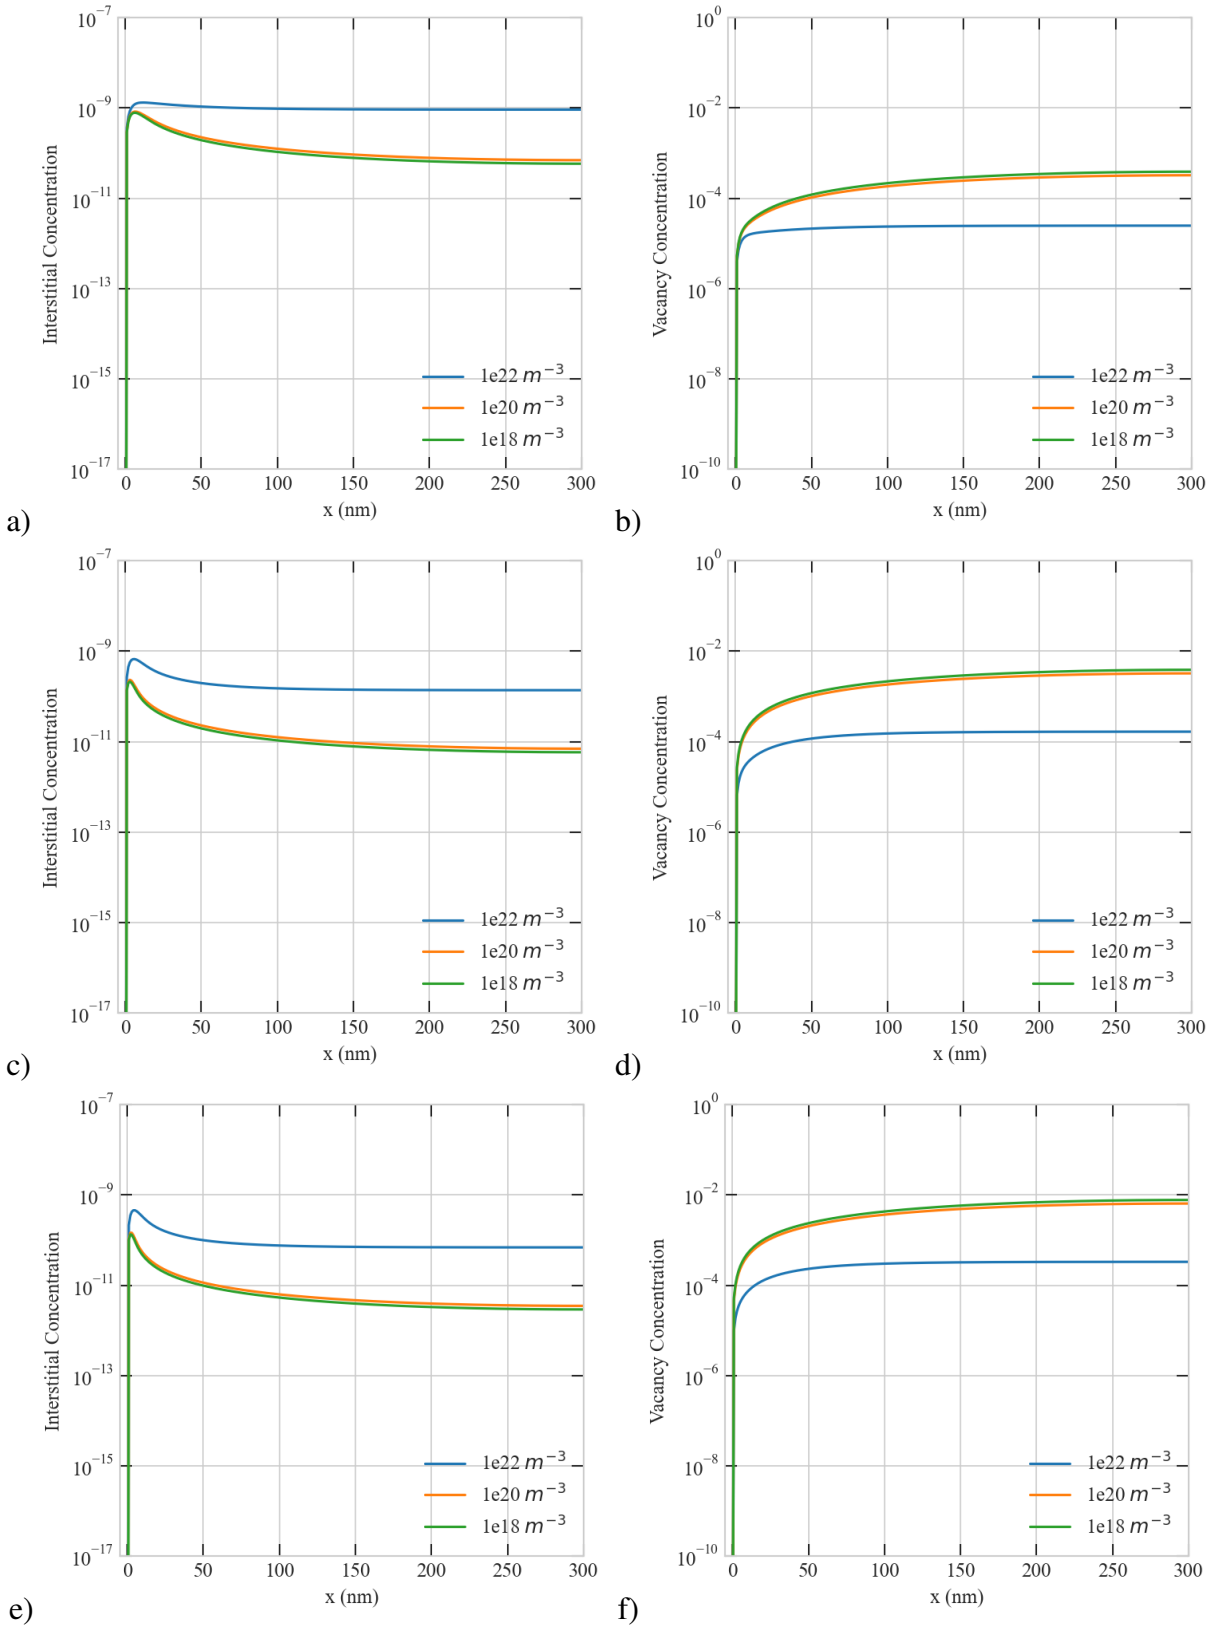 10⁻⁷
10⁻⁹
10⁻¹¹
10⁻¹³
10⁻¹⁵
10⁻¹⁷
Interstitial Concentration
1e22 m⁻³
1e20 m⁻³
1e18 m⁻³
0 50 100 150 200 250 300
x (nm)
a)
10⁰
10⁻²
10⁻⁴
10⁻⁶
10⁻⁸
10⁻¹⁰
Vacancy Concentration
1e22 m⁻³
1e20 m⁻³
1e18 m⁻³
0 50 100 150 200 250 300
x (nm)
b)
10⁻⁷
10⁻⁹
10⁻¹¹
10⁻¹³
10⁻¹⁵
10⁻¹⁷
Interstitial Concentration
1e22 m⁻³
1e20 m⁻³
1e18 m⁻³
0 50 100 150 200 250 300
x (nm)
c)
10⁰
10⁻²
10⁻⁴
10⁻⁶
10⁻⁸
10⁻¹⁰
Vacancy Concentration
1e22 m⁻³
1e20 m⁻³
1e18 m⁻³
0 50 100 150 200 250 300
x (nm)
d)
10⁻⁷
10⁻⁹
10⁻¹¹
10⁻¹³
10⁻¹⁵
10⁻¹⁷
Interstitial Concentration
1e22 m⁻³
1e20 m⁻³
1e18 m⁻³
0 50 100 150 200 250 300
x (nm)
e)
10⁰
10⁻²
10⁻⁴
10⁻⁶
10⁻⁸
10⁻¹⁰
Vacancy Concentration
1e22 m⁻³
1e20 m⁻³
1e18 m⁻³
0 50 100 150 200 250 300
x (nm)
f)